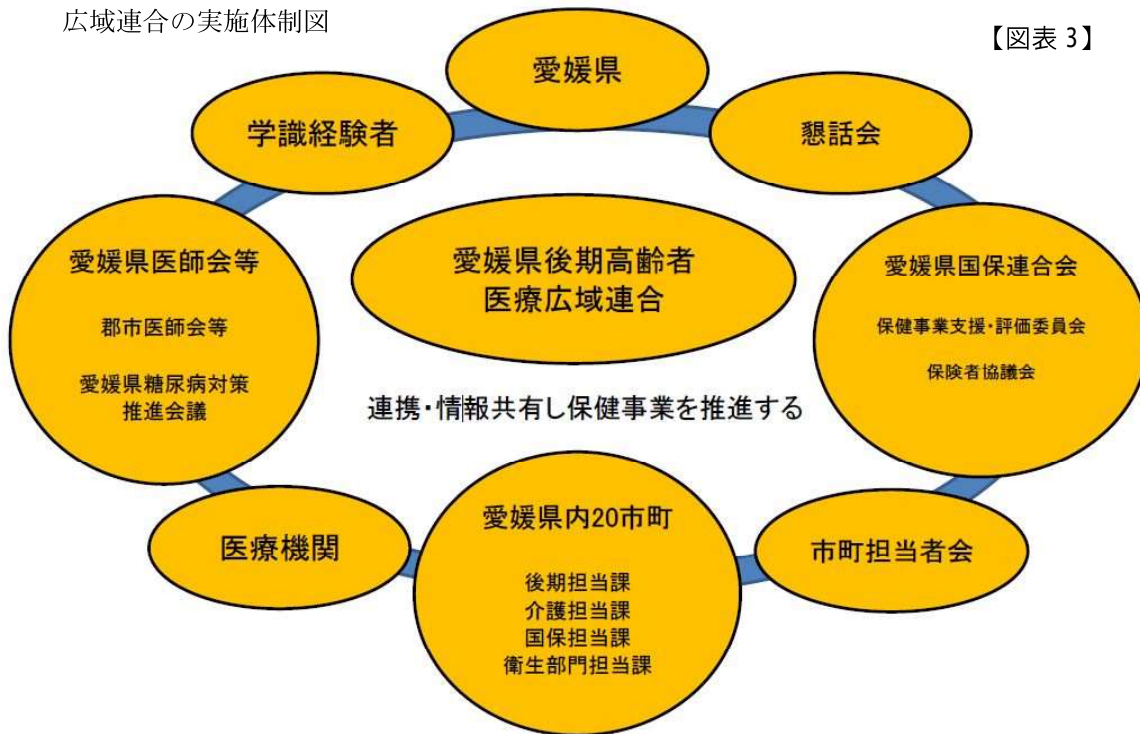 広域連合の実施体制図
【図表 3】
愛媛県
学識経験者
懇話会
愛媛県医師会等
郡市医師会等
愛媛県糖尿病対策
推進会議
愛媛県後期高齢者
医療広域連合
愛媛県国保連合会
保健事業支援・評価委員会
保険者協議会
連携・情報共有し保健事業を推進する
医療機関
愛媛県内20市町
後期担当課
介護担当課
国保担当課
衛生部門担当課
市町担当者会